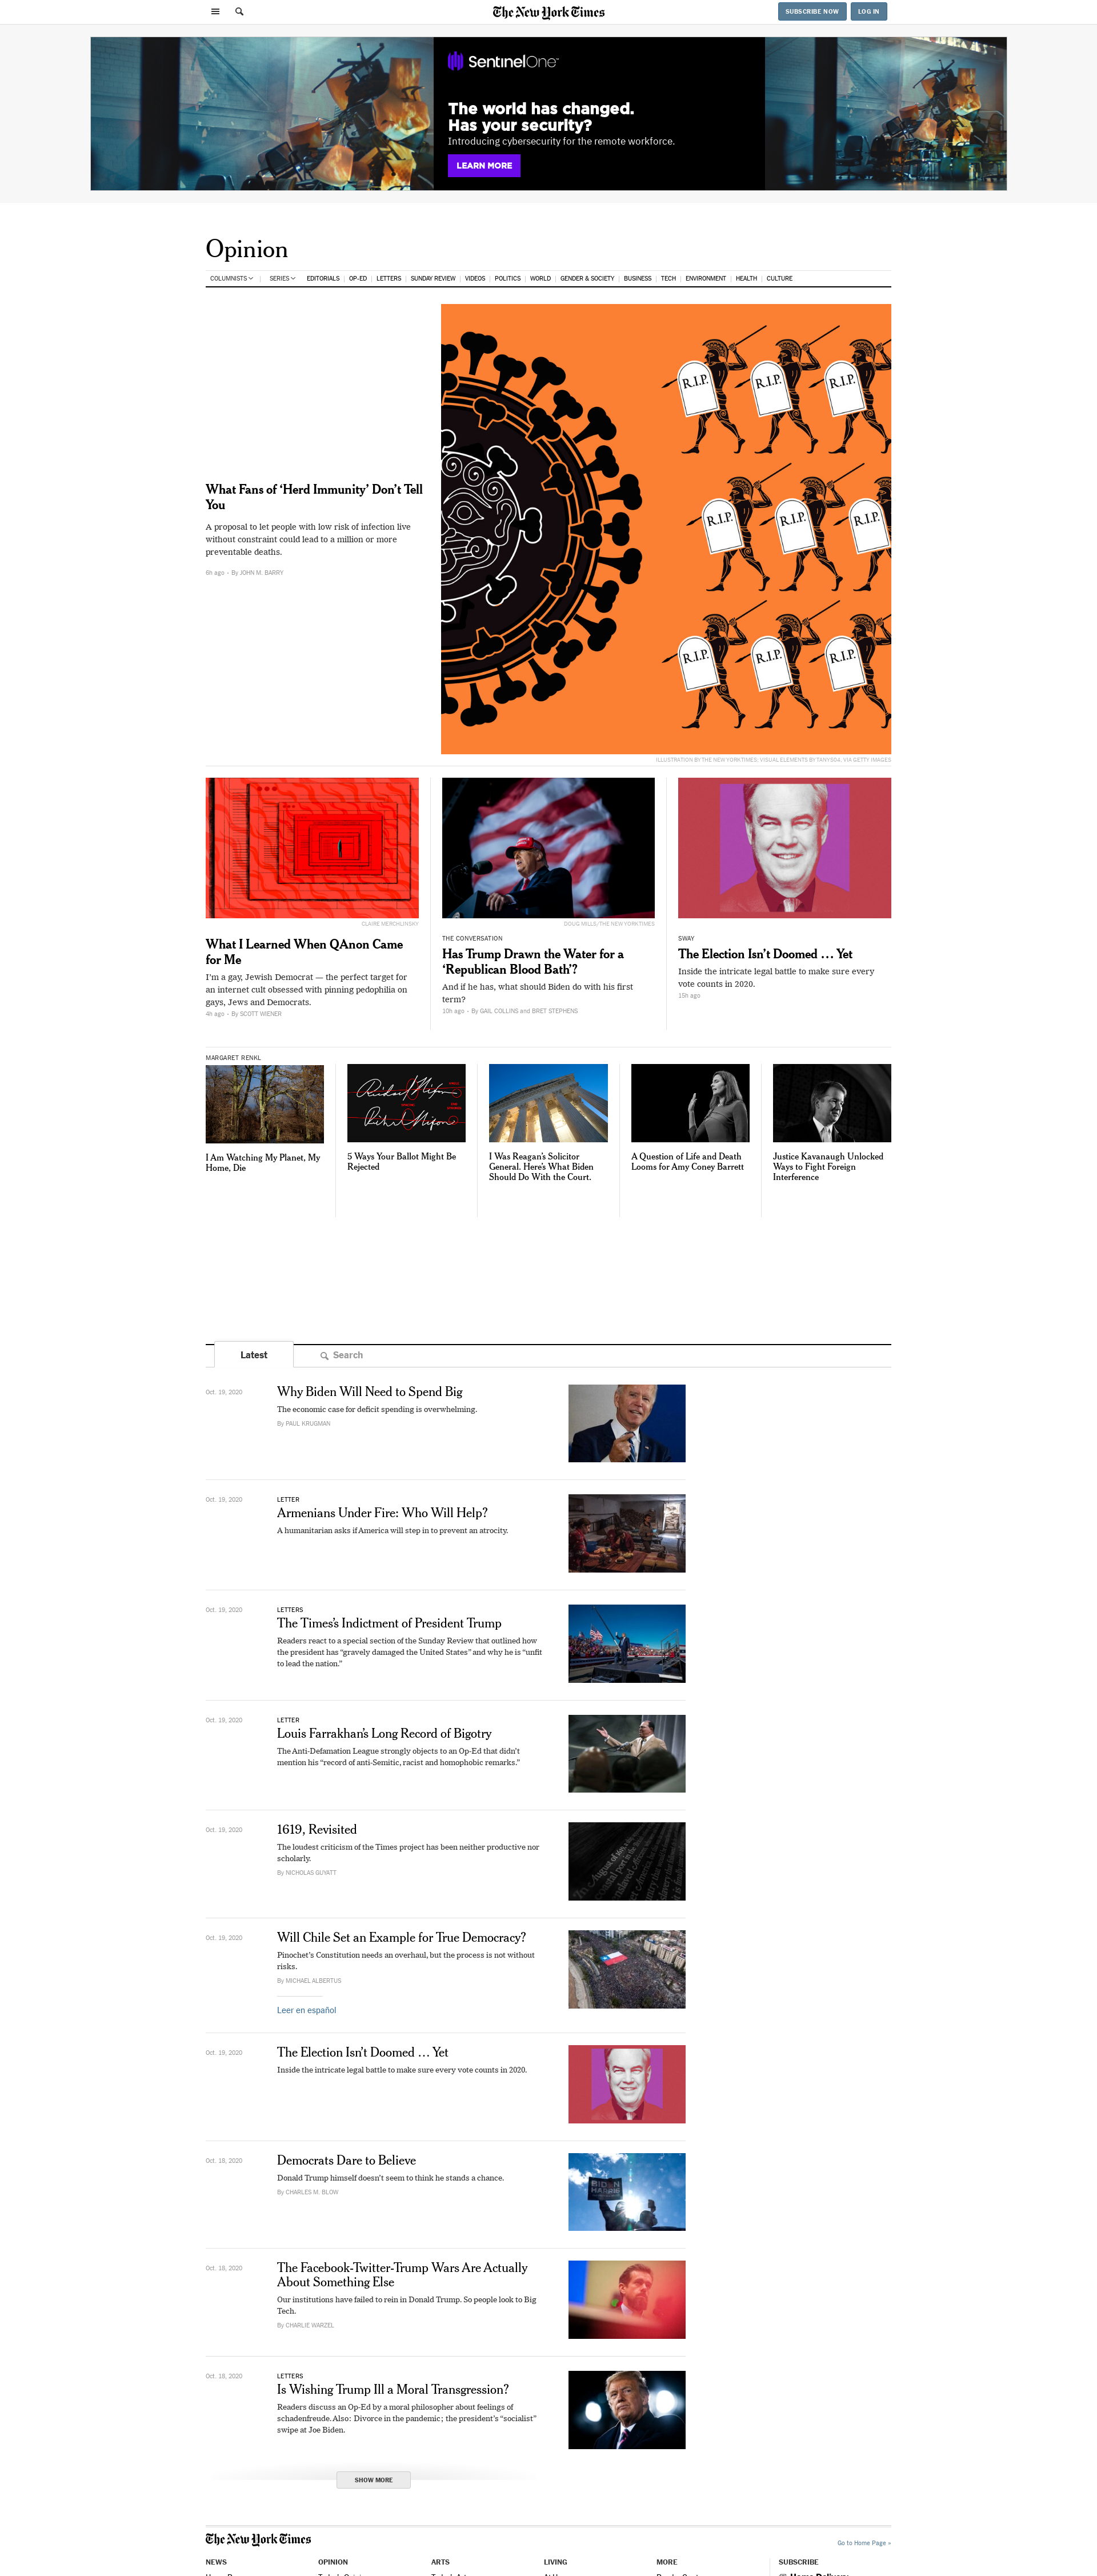 The New York Times
SUBSCRIBE NOW
LOG IN
SentinelOne
The world has changed.
Has your security?
Introducing cybersecurity for the remote workforce.
LEARN MORE
Opinion
COLUMNISTS SERIES EDITORIALS OP-ED LETTERS SUNDAY REVIEW VIDEOS POLITICS WORLD GENDER & SOCIETY BUSINESS TECH ENVIRONMENT HEALTH CULTURE
What Fans of ‘Herd Immunity’ Don’t Tell
You
A proposal to let people with low risk of infection live
without constraint could lead to a million or more
preventable deaths.
6h ago - By JOHN M. BARRY
R.I.P. R.I.P. R.I.P.
R.I.P. R.I.P. R.I.P.
R.I.P. R.I.P. R.I.P.
ILLUSTRATION BY THE NEW YORK TIMES; VISUAL ELEMENTS BY TANYSS04, VIA GETTY IMAGES
CLAIRE MERCHLINSKY
What I Learned When QAnon Came
for Me
I’m a gay, Jewish Democrat — the perfect target for
an internet cult obsessed with pinning pedophilia on
gays, Jews and Democrats.
4h ago - By SCOTT WIENER
DOUG MILLS/THE NEW YORK TIMES
THE CONVERSATION
Has Trump Drawn the Water for a
‘Republican Blood Bath’?
And if he has, what should Biden do with his first
term?
10h ago - By GAIL COLLINS and BRET STEPHENS
SWAY
The Election Isn’t Doomed … Yet
Inside the intricate legal battle to make sure every
vote counts in 2020.
15h ago
MARGARET RENKL
I Am Watching My Planet, My
Home, Die
Richard Nixon
5 Ways Your Ballot Might Be
Rejected
I Was Reagan’s Solicitor
General. Here’s What Biden
Should Do With the Court.
A Question of Life and Death
Looms for Amy Coney Barrett
Justice Kavanaugh Unlocked
Ways to Fight Foreign
Interference
Latest
Search
Oct. 19, 2020
Why Biden Will Need to Spend Big
The economic case for deficit spending is overwhelming.
By PAUL KRUGMAN
Oct. 19, 2020
LETTER
Armenians Under Fire: Who Will Help?
A humanitarian asks if America will step in to prevent an atrocity.
Oct. 19, 2020
LETTERS
The Times’s Indictment of President Trump
Readers react to a special section of the Sunday Review that outlined how
the president has “gravely damaged the United States” and why he is “unfit
to lead the nation.”
Oct. 19, 2020
LETTER
Louis Farrakhan’s Long Record of Bigotry
The Anti-Defamation League strongly objects to an Op-Ed that didn’t
mention his “record of anti-Semitic, racist and homophobic remarks.”
Oct. 19, 2020
1619, Revisited
The loudest criticism of the Times project has been neither productive nor
scholarly.
By NICHOLAS GUYATT
Oct. 19, 2020
Will Chile Set an Example for True Democracy?
Pinochet’s Constitution needs an overhaul, but the process is not without
risks.
By MICHAEL ALBERTUS
Leer en español
Oct. 19, 2020
The Election Isn’t Doomed … Yet
Inside the intricate legal battle to make sure every vote counts in 2020.
Oct. 18, 2020
Democrats Dare to Believe
Donald Trump himself doesn’t seem to think he stands a chance.
By CHARLES M. BLOW
BIDEN
HARRIS
Oct. 18, 2020
The Facebook-Twitter-Trump Wars Are Actually
About Something Else
Our institutions have failed to rein in Donald Trump. So people look to Big
Tech.
By CHARLIE WARZEL
Oct. 18, 2020
LETTERS
Is Wishing Trump Ill a Moral Transgression?
Readers discuss an Op-Ed by a moral philosopher about feelings of
schadenfreude. Also: Divorce in the pandemic; the president’s “socialist”
swipe at Joe Biden.
SHOW MORE
The New York Times
Go to Home Page »
NEWS OPINION ARTS LIVING MORE SUBSCRIBE